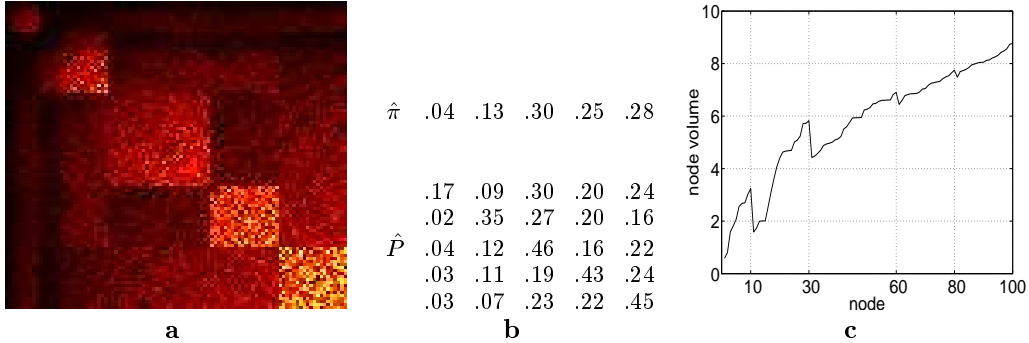 π̂ .04 .13 .30 .25 .28
.17 .09 .30 .20 .24
.02 .35 .27 .20 .16
P̂ .04 .12 .46 .16 .22
.03 .11 .19 .43 .24
.03 .07 .23 .22 .45
10
8
6
4
2
0
node volume
10 30 60 80 100
node
a b c